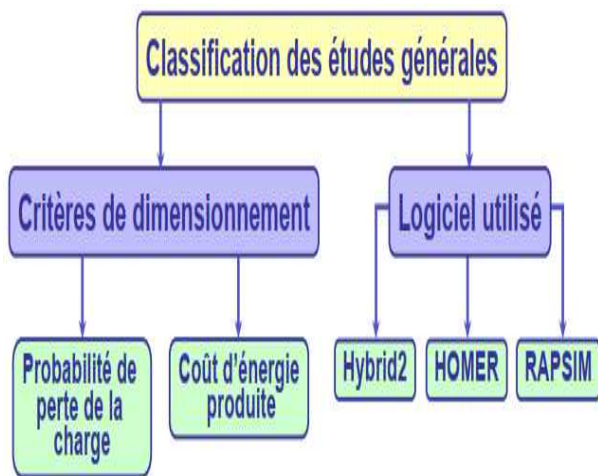 Classification des études générales
Critères de dimensionnement
Logiciel utilisé
Probabilité de
perte de la
charge
Coût d'énergie
produite
Hybrid2
HOMER
RAPSIM